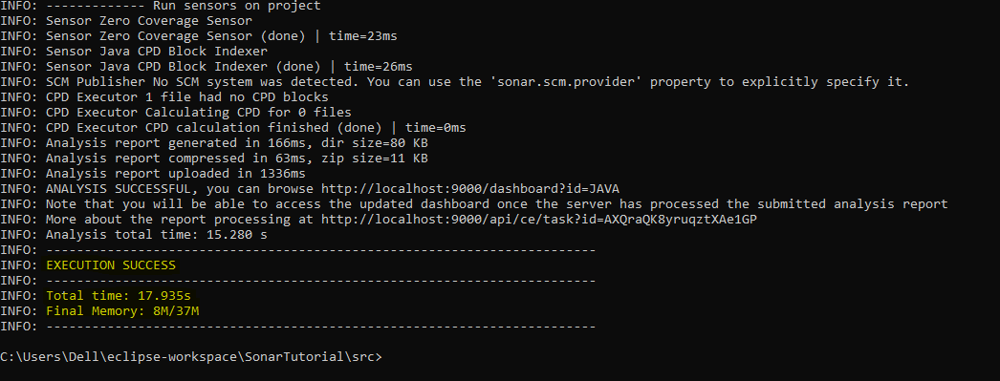 INFO: ------------- Run sensors on project
INFO: Sensor Zero Coverage Sensor
INFO: Sensor Zero Coverage Sensor (done) | time=23ms
INFO: Sensor Java CPD Block Indexer
INFO: Sensor Java CPD Block Indexer (done) | time=26ms
INFO: SCM Publisher No SCM system was detected. You can use the 'sonar.scm.provider' property to explicitly specify it.
INFO: CPD Executor 1 file had no CPD blocks
INFO: CPD Executor Calculating CPD for 0 files
INFO: CPD Executor CPD calculation finished (done) | time=0ms
INFO: Analysis report generated in 166ms, dir size=80 KB
INFO: Analysis report compressed in 63ms, zip size=11 KB
INFO: Analysis report uploaded in 1336ms
INFO: ANALYSIS SUCCESSFUL, you can browse http://localhost:9000/dashboard?id=JAVA
INFO: Note that you will be able to access the updated dashboard once the server has processed the submitted analysis report
INFO: More about the report processing at http://localhost:9000/api/ce/task?id=AXQraQK8yruqztXAe1GP
INFO: Analysis total time: 15.280 s
INFO: ------------------------------------------------------------------------
INFO: EXECUTION SUCCESS
INFO: ------------------------------------------------------------------------
INFO: Total time: 17.935s
INFO: Final Memory: 8M/37M
INFO: ------------------------------------------------------------------------
C:\Users\Dell\eclipse-workspace\SonarTutorial\src>